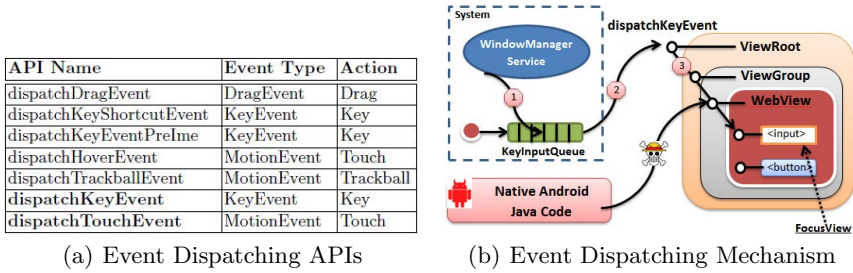 API Name Event Type Action
dispatchDragEvent DragEvent Drag
dispatchKeyShortcutEvent KeyEvent Key
dispatchKeyEventPreIme KeyEvent Key
dispatchHoverEvent MotionEvent Touch
dispatchTrackballEvent MotionEvent Trackball
dispatchKeyEvent KeyEvent Key
dispatchTouchEvent MotionEvent Touch
(a) Event Dispatching APIs
System
WindowManager
Service
1
KeyInputQueue
2
dispatchKeyEvent
3
ViewRoot
ViewGroup
WebView
<input>
<button>
Native Android
Java Code
FocusView
(b) Event Dispatching Mechanism